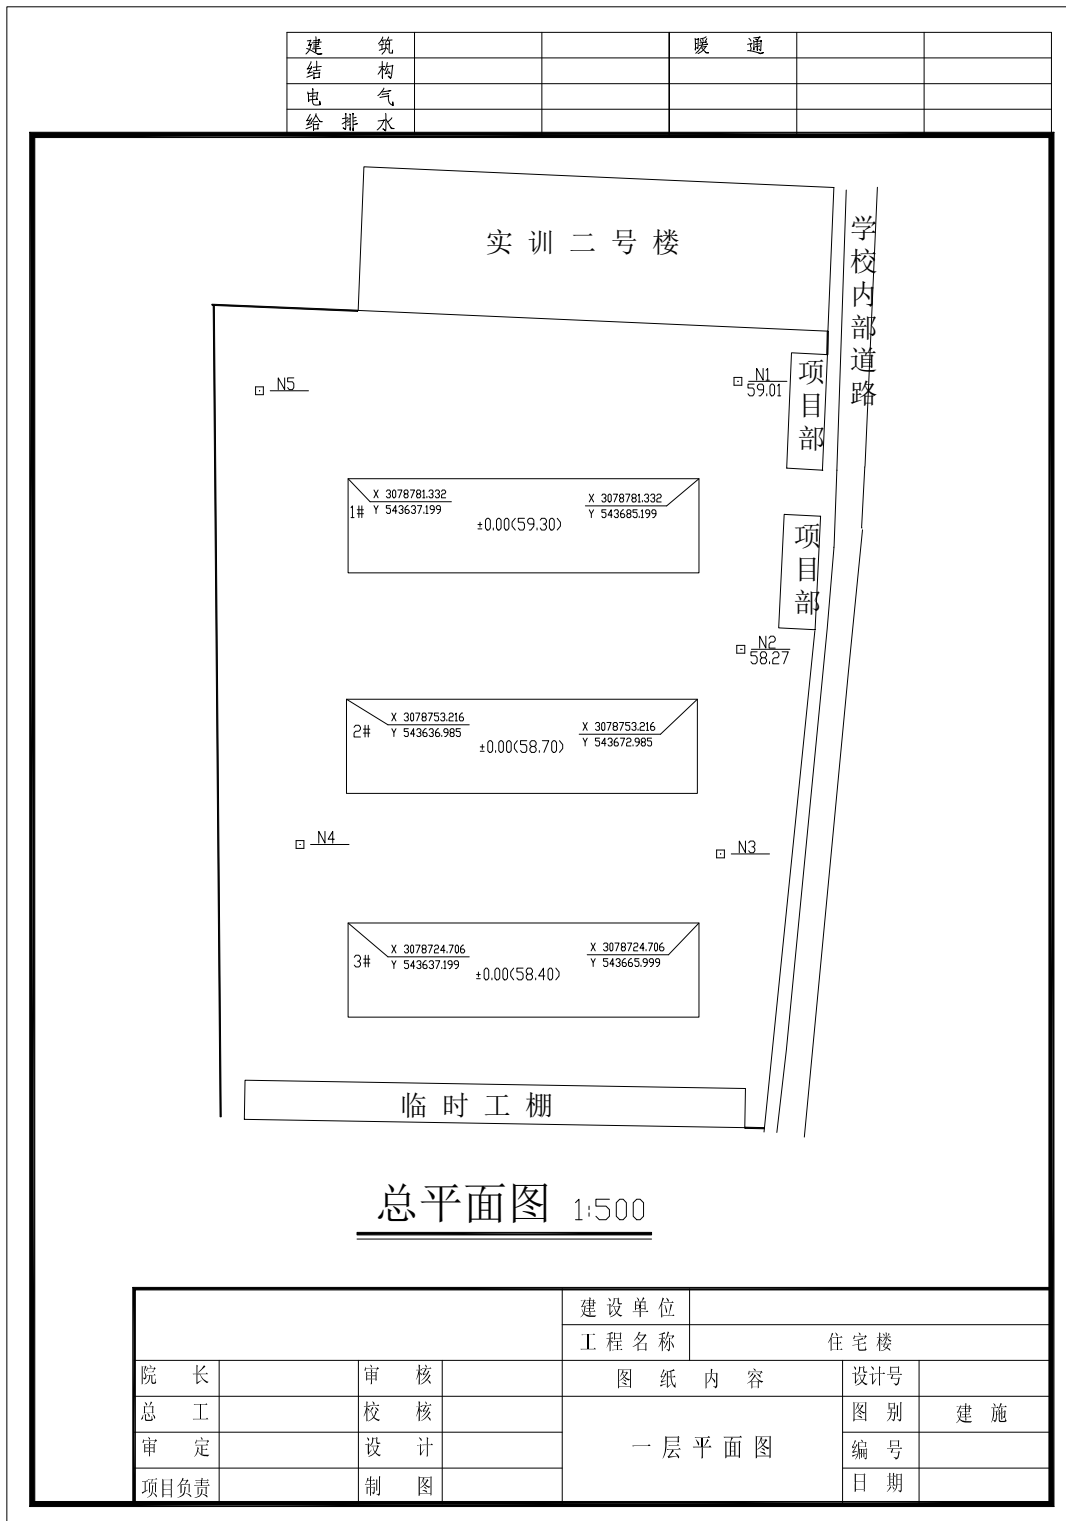 建 筑
暖 通
结 构
电 气
给 排 水
实 训 二 号 楼
学校内部道路
N5
N1
59.01
项目部
X 3078781.332
Y 543637.199
X 3078781.332
Y 543685.199
1#
±0.00(59.30)
项目部
N2
58.27
X 3078753.216
Y 543636.985
X 3078753.216
Y 543672.985
2#
±0.00(58.70)
N4
N3
X 3078724.706
Y 543637.199
X 3078724.706
Y 543665.999
3#
±0.00(58.40)
临 时 工 棚
总平面图 1:500
建 设 单 位
工 程 名 称 住 宅 楼
院 长 审 核 图 纸 内 容 设计号
总 工 校 核 图 别 建 施
审 定 设 计 一 层 平 面 图 编 号
项目负责 制 图 日 期